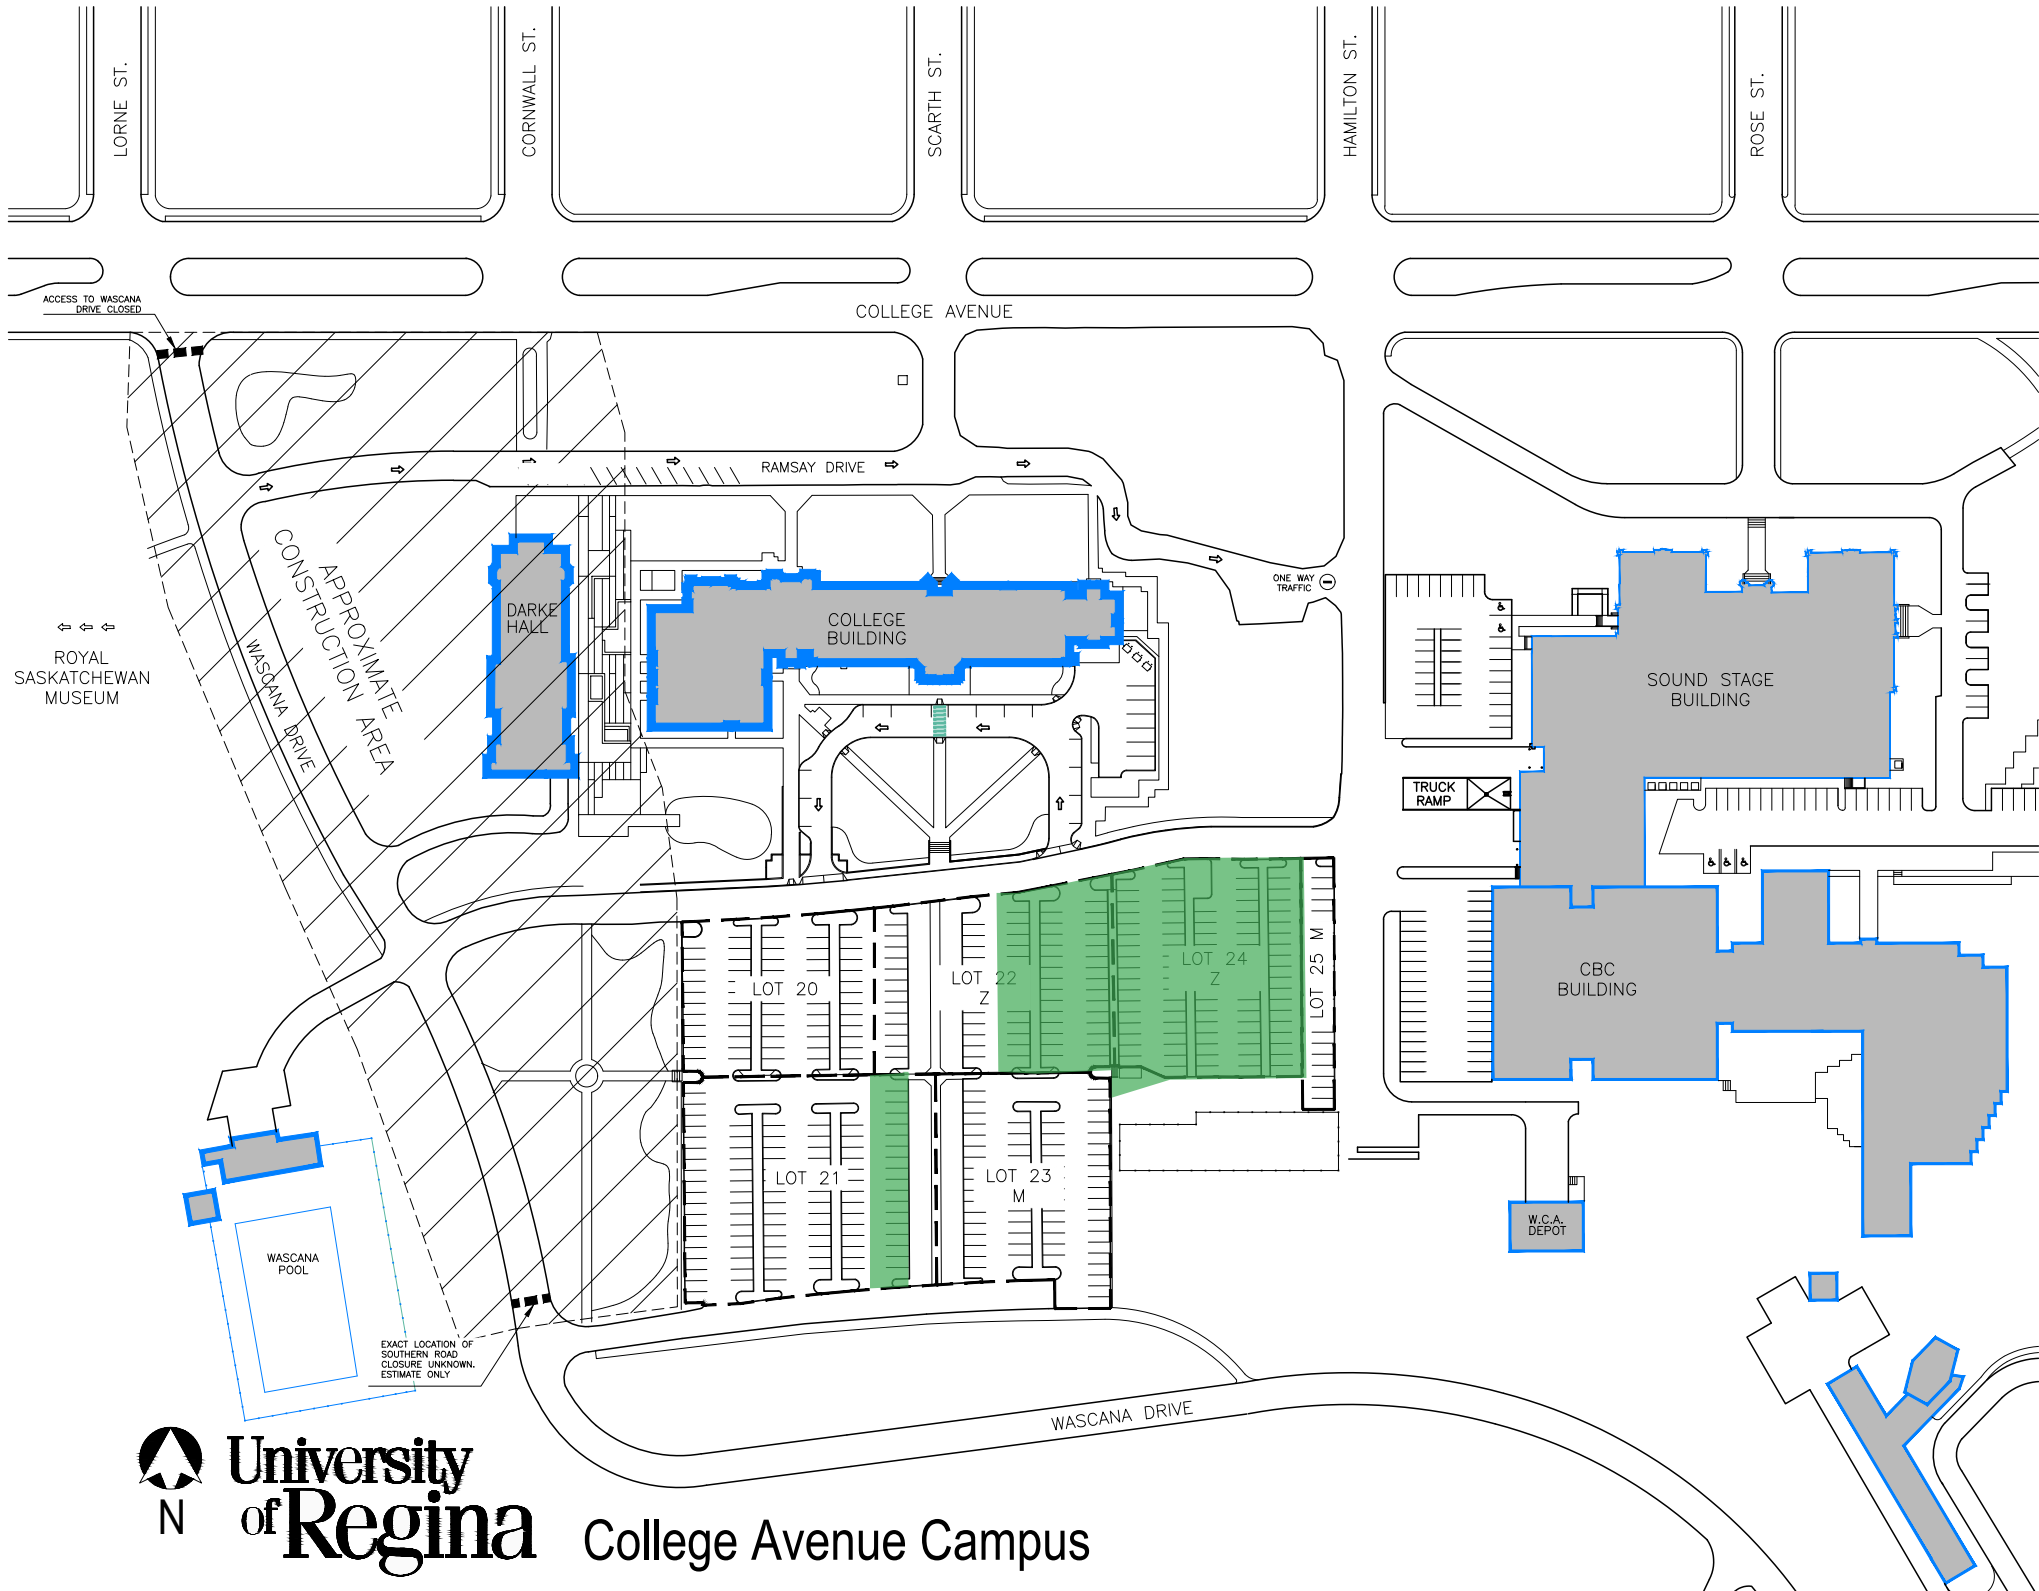 LORNE ST.
CORNWALL ST.
SCARTH ST.
HAMILTON ST.
ROSE ST.
ACCESS TO WASCANA
DRIVE CLOSED
COLLEGE AVENUE
RAMSAY DRIVE
ONE WAY
TRAFFIC
APPROXIMATE
CONSTRUCTION AREA
WASCANA DRIVE
DARKE
HALL
COLLEGE
BUILDING
ROYAL
SASKATCHEWAN
MUSEUM
SOUND STAGE
BUILDING
TRUCK
RAMP
LOT 20
LOT 22
Z
LOT 24
Z
LOT 25 M
CBC
BUILDING
LOT 21
LOT 23
M
W.C.A.
DEPOT
WASCANA
POOL
EXACT LOCATION OF
SOUTHERN ROAD
CLOSURE UNKNOWN.
ESTIMATE ONLY
WASCANA DRIVE
N
University
of Regina
College Avenue Campus